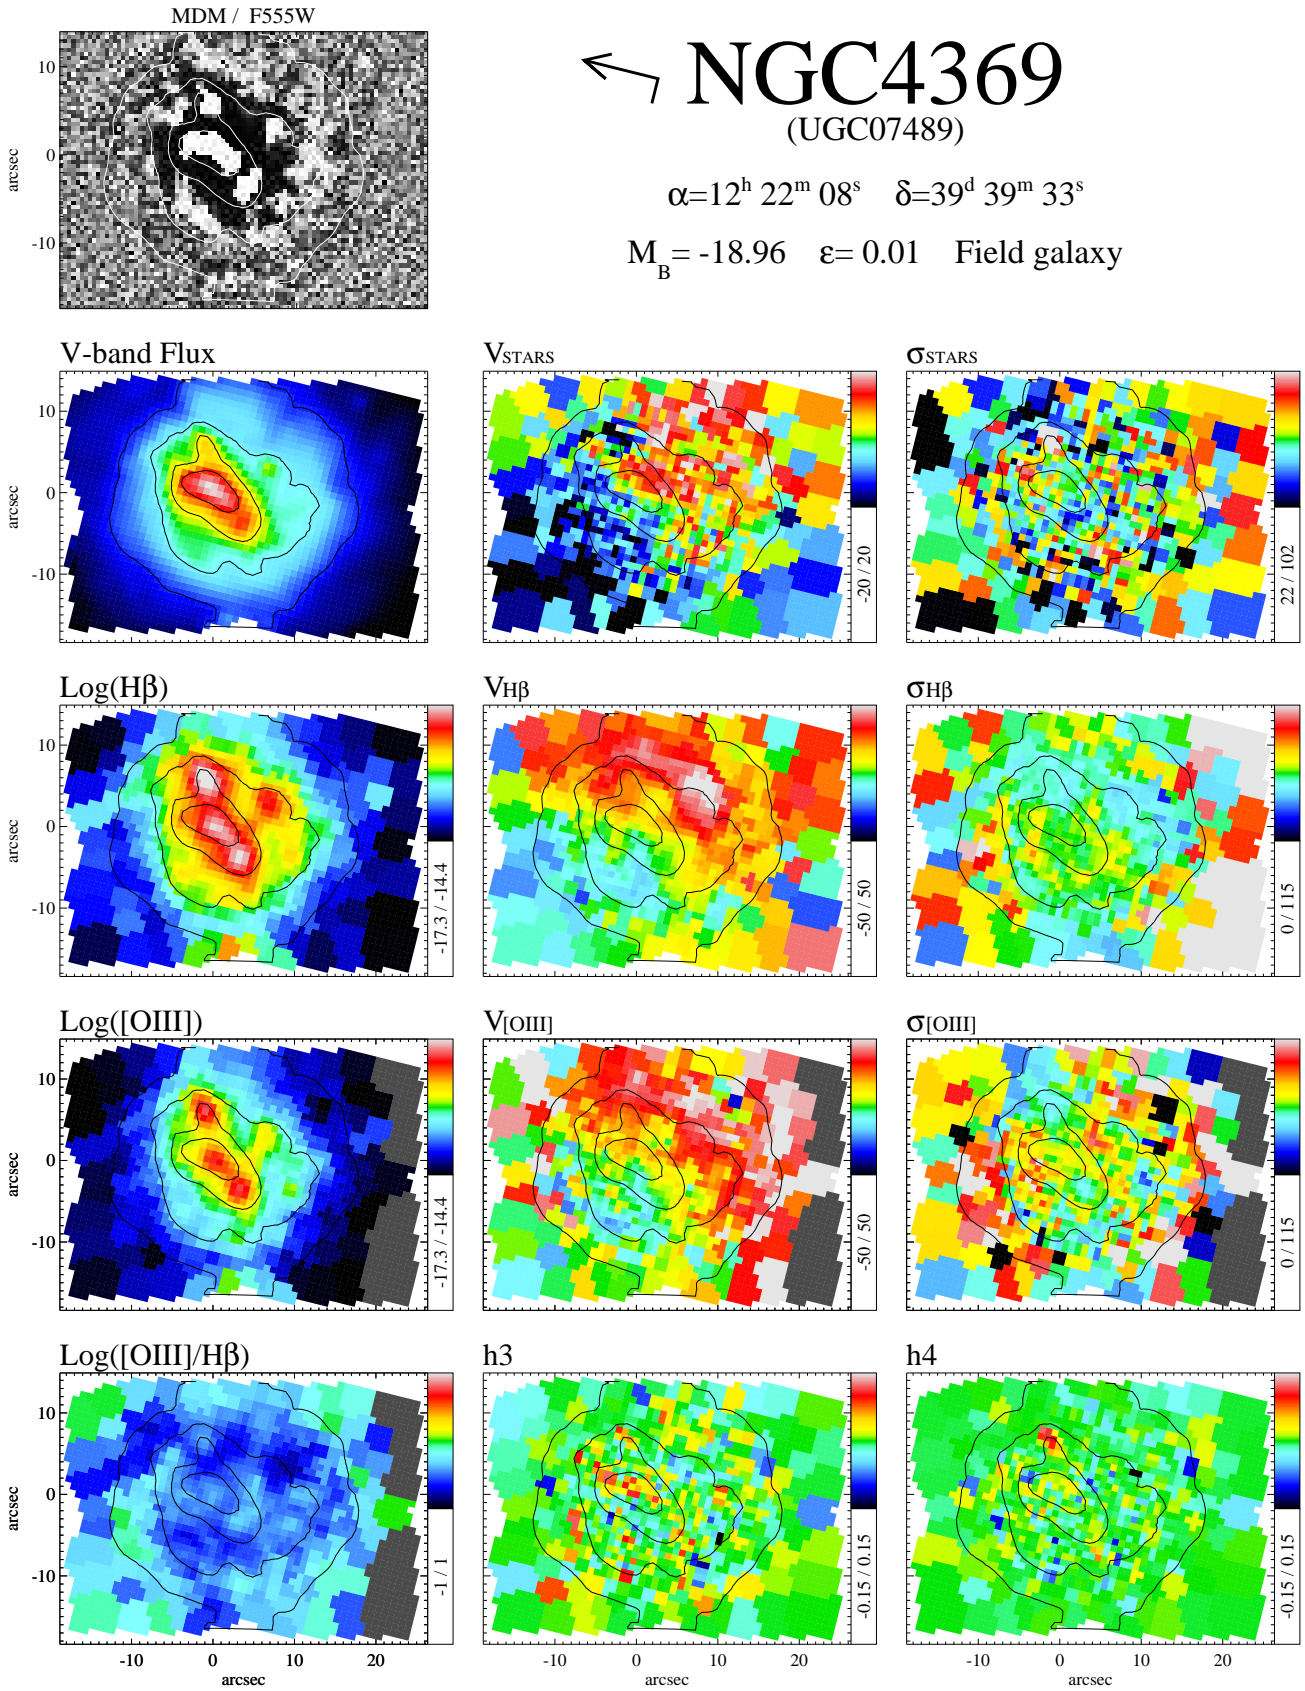 MDM / F555W
10
0
-10
arcsec
NGC4369
(UGC07489)
α=12h 22m 08s δ=39d 39m 33s
MB= -18.96 ε= 0.01 Field galaxy
V-band Flux
10
0
-10
arcsec
VSTARS
-20 / 20
σSTARS
22 / 102
Log(Hβ)
10
0
-10
arcsec
-17.3 / -14.4
VHβ
-50 / 50
σHβ
0 / 115
Log([OIII])
10
0
-10
arcsec
-17.3 / -14.4
V[OIII]
-50 / 50
σ[OIII]
0 / 115
Log([OIII]/Hβ)
10
0
-10
arcsec
-1 / 1
-10 0 10 20
arcsec
h3
-0.15 / 0.15
-10 0 10 20
arcsec
h4
-0.15 / 0.15
-10 0 10 20
arcsec